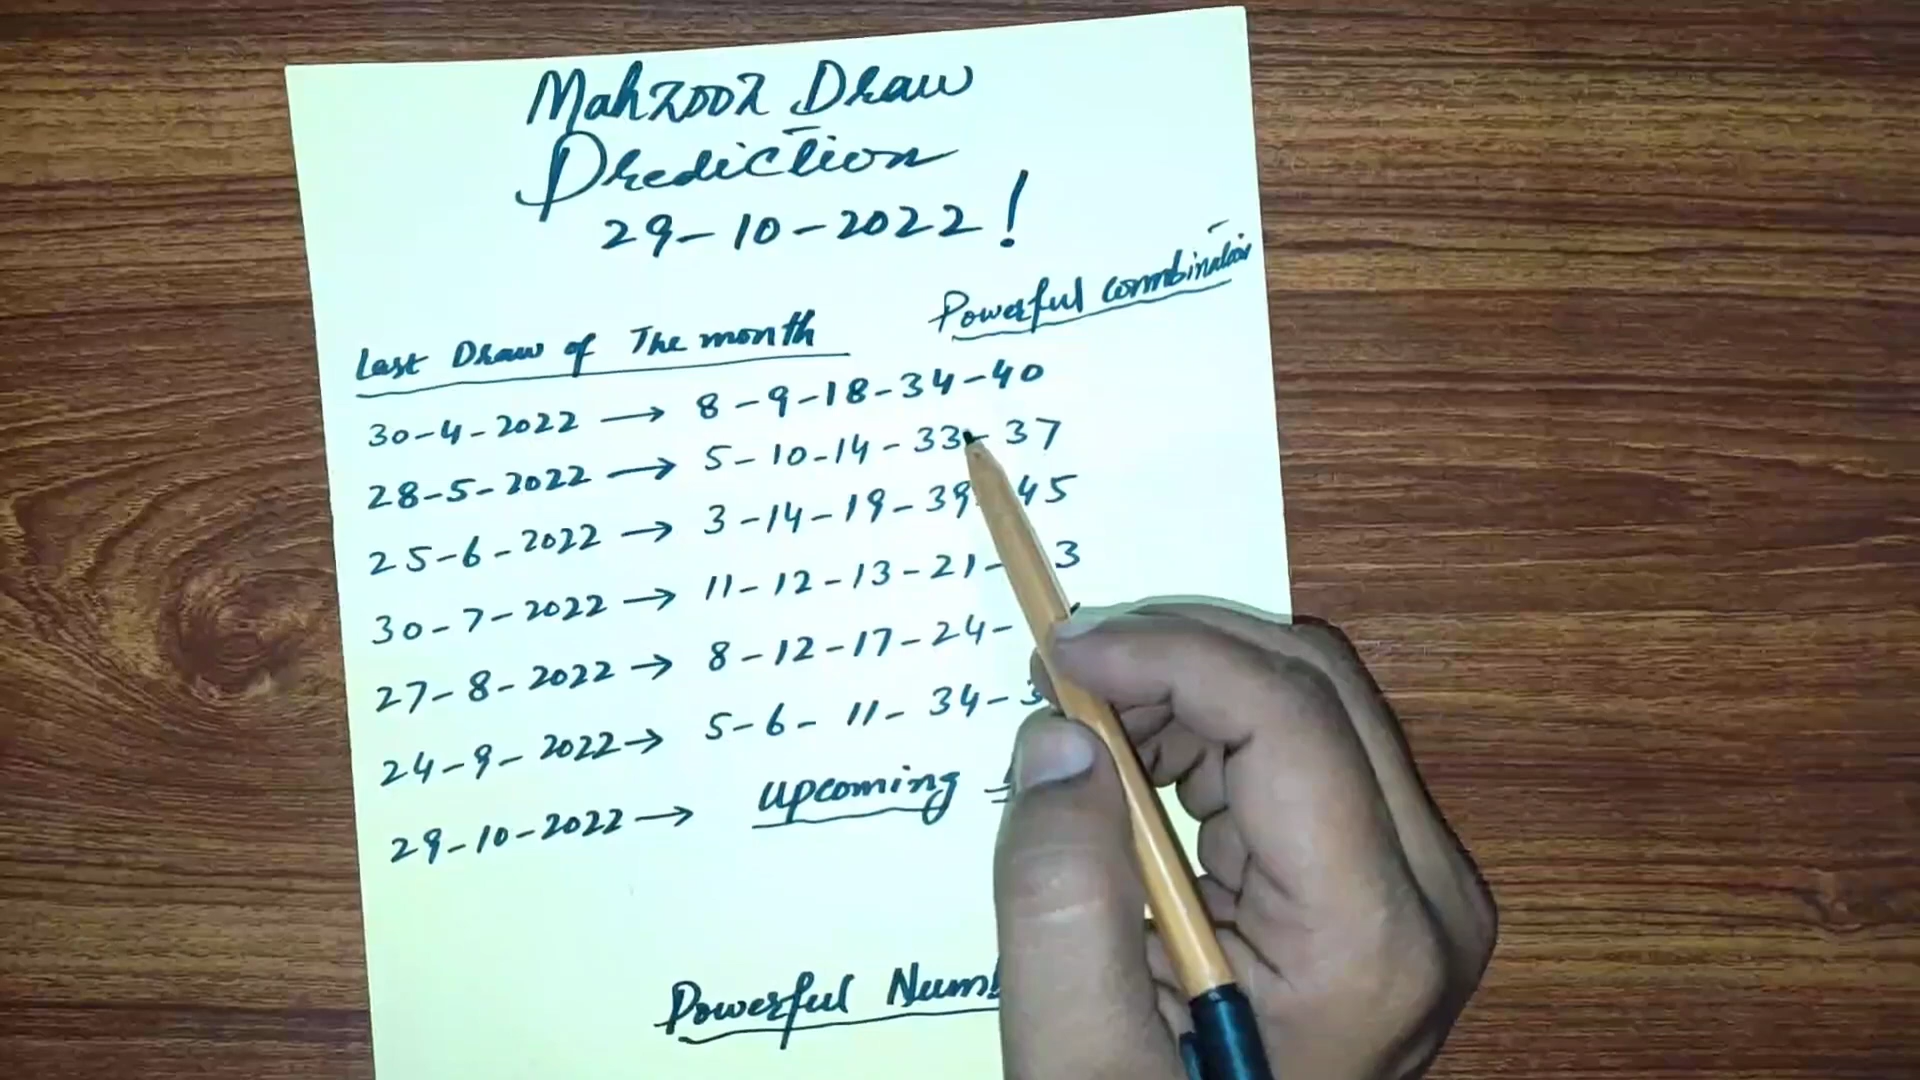 Mahzooz Draw
Prediction
29-10-2022!
Powerful combination
Last Draw of The month
30-4-2022 → 8-9-18-34-40
28-5-2022 → 5-10-14-33-37
25-6-2022 → 3-14-19-39 45
30-7-2022 → 11-12-13-21- 3
27-8-2022 → 8-12-17-24-
24-9-2022 → 5-6-11-34-3
29-10-2022 → upcoming
Powerful